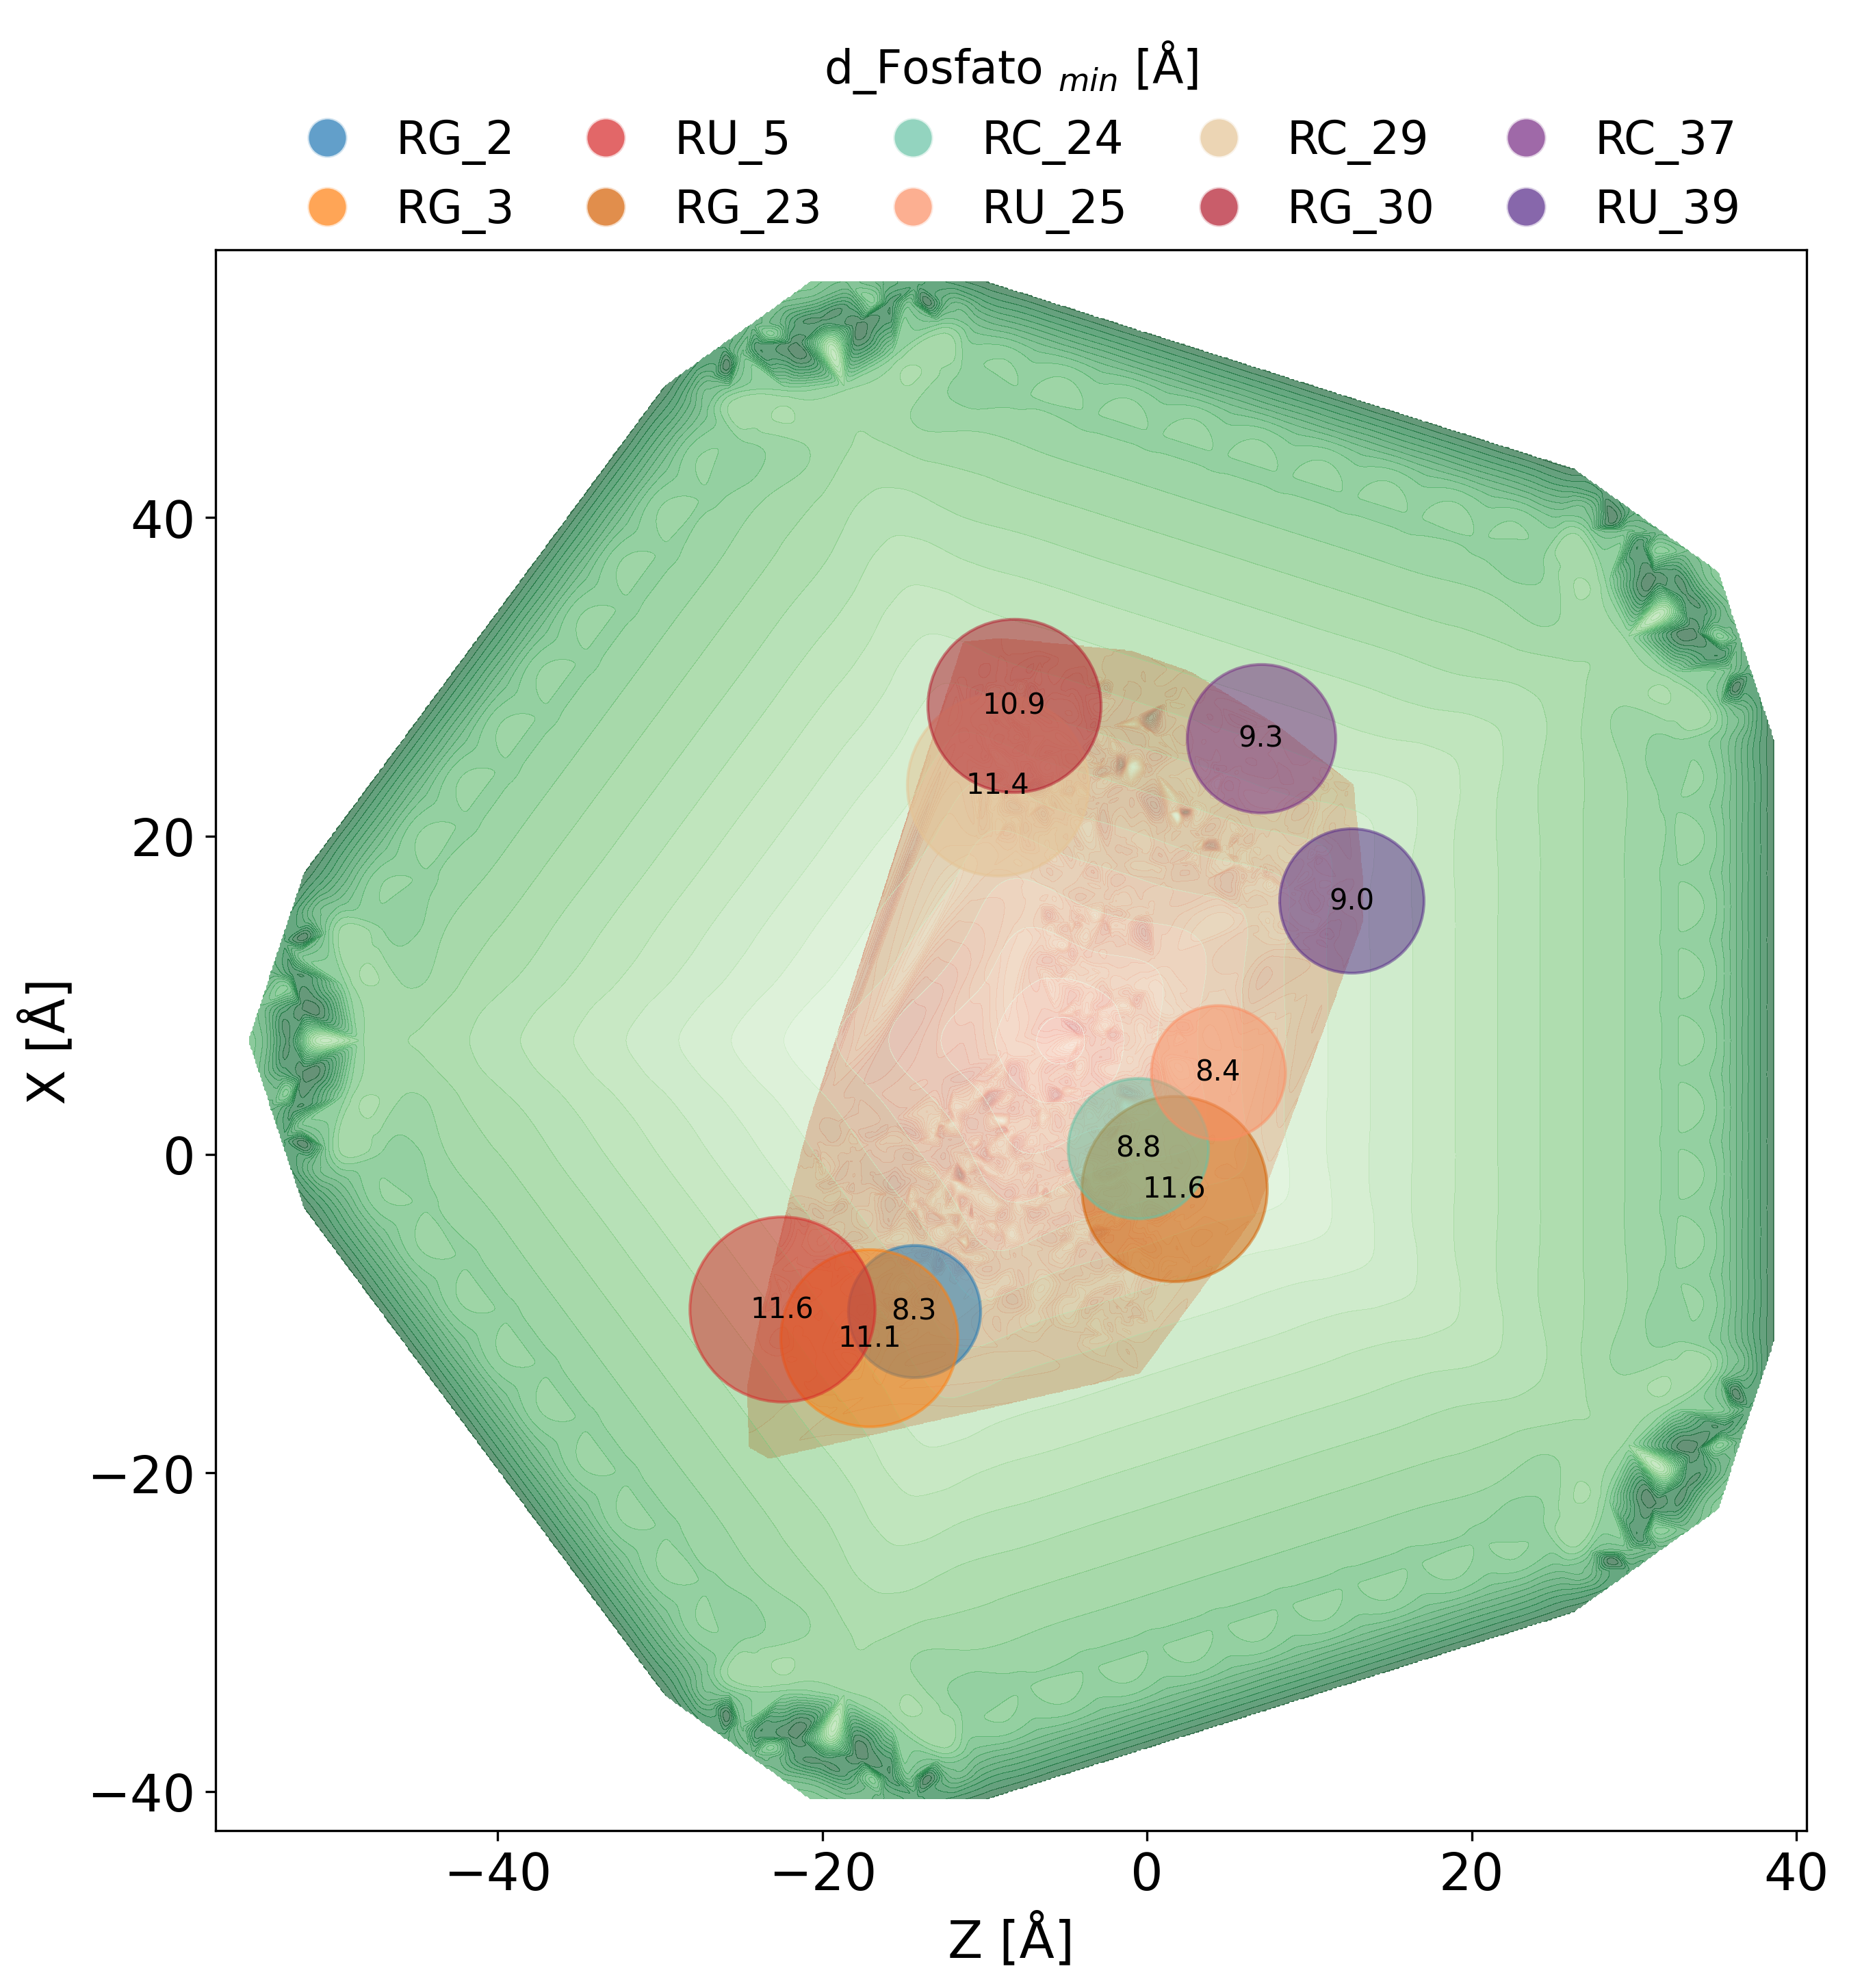 d_Fosfato min [Å]
RG_2 RU_5 RC_24 RC_29 RC_37
RG_3 RG_23 RU_25 RG_30 RU_39
40
20
0
−20
−40
X [Å]
10.9
11.4
9.3
9.0
8.4
8.8
11.6
11.6
8.3
11.1
−40 −20 0 20 40
Z [Å]